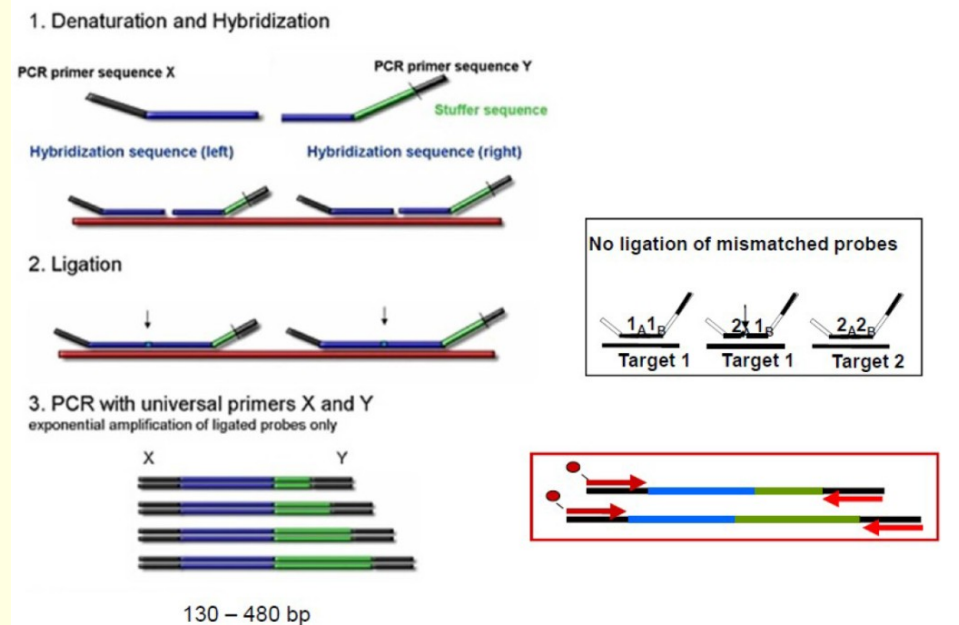 1. Denaturation and Hybridization
PCR primer sequence X
PCR primer sequence Y
Stuffer sequence
Hybridization sequence (left)
Hybridization sequence (right)
2. Ligation
No ligation of mismatched probes
1A1B
2A1B
2A2B
Target 1
Target 1
Target 2
3. PCR with universal primers X and Y
exponential amplification of ligated probes only
X
Y
130 – 480 bp